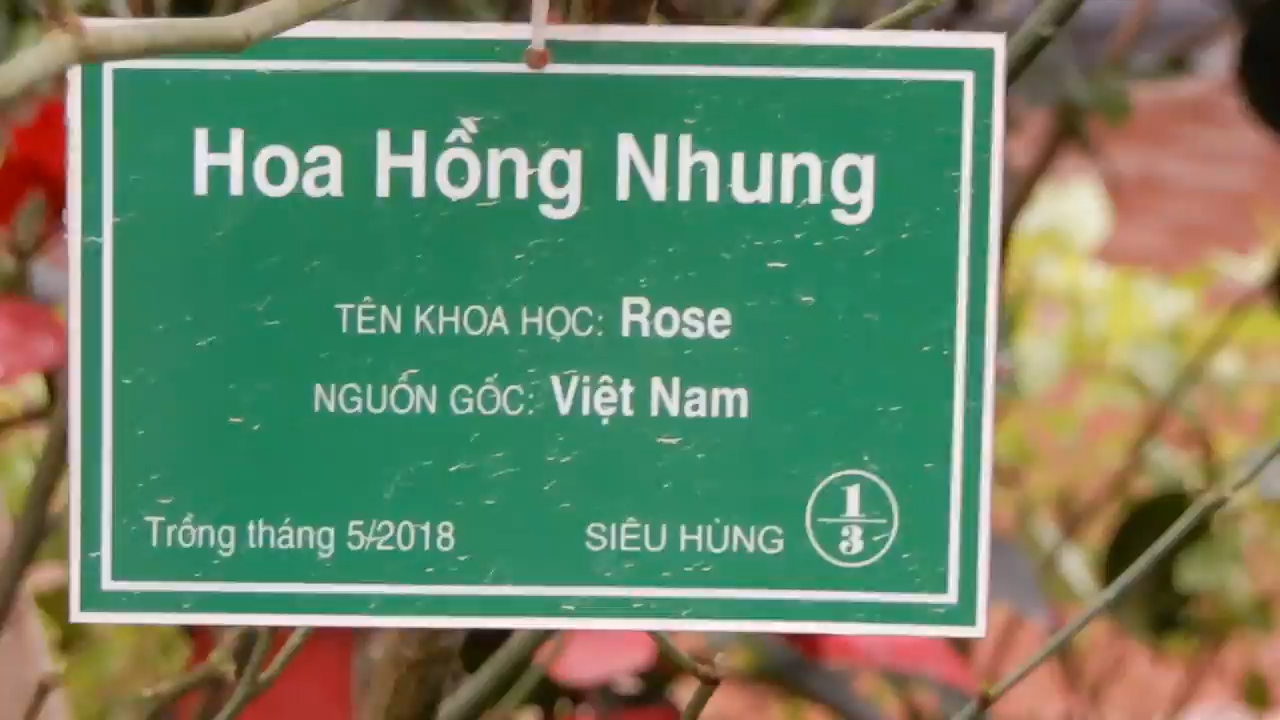 Hoa Hồng Nhung
TÊN KHOA HỌC: Rose
NGUỒN GỐC: Việt Nam
Trồng tháng 5/2018
SIÊU HÙNG
1
3